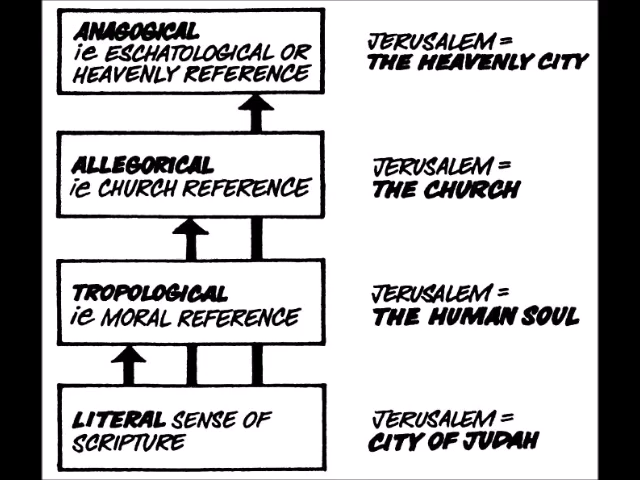 ANAGOGICAL
ie ESCHATOLOGICAL OR
HEAVENLY REFERENCE
JERUSALEM =
THE HEAVENLY CITY
ALLEGORICAL
ie CHURCH REFERENCE
JERUSALEM =
THE CHURCH
TROPOLOGICAL
ie MORAL REFERENCE
JERUSALEM =
THE HUMAN SOUL
LITERAL SENSE OF
SCRIPTURE
JERUSALEM =
CITY OF JUDAH